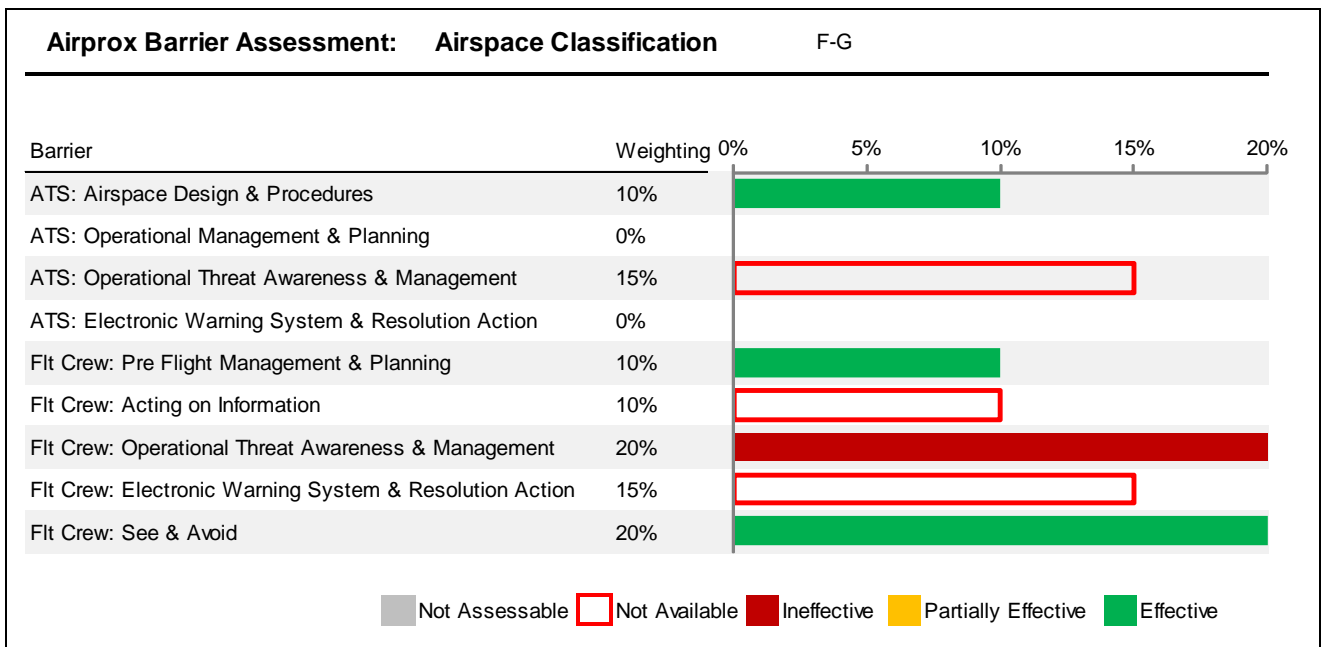 Airprox Barrier Assessment: Airspace Classification F-G
Barrier Weighting 0% 5% 10% 15% 20%
ATS: Airspace Design & Procedures 10%
ATS: Operational Management & Planning 0%
ATS: Operational Threat Awareness & Management 15%
ATS: Electronic Warning System & Resolution Action 0%
Flt Crew: Pre Flight Management & Planning 10%
Flt Crew: Acting on Information 10%
Flt Crew: Operational Threat Awareness & Management 20%
Flt Crew: Electronic Warning System & Resolution Action 15%
Flt Crew: See & Avoid 20%
Not Assessable Not Available Ineffective Partially Effective Effective